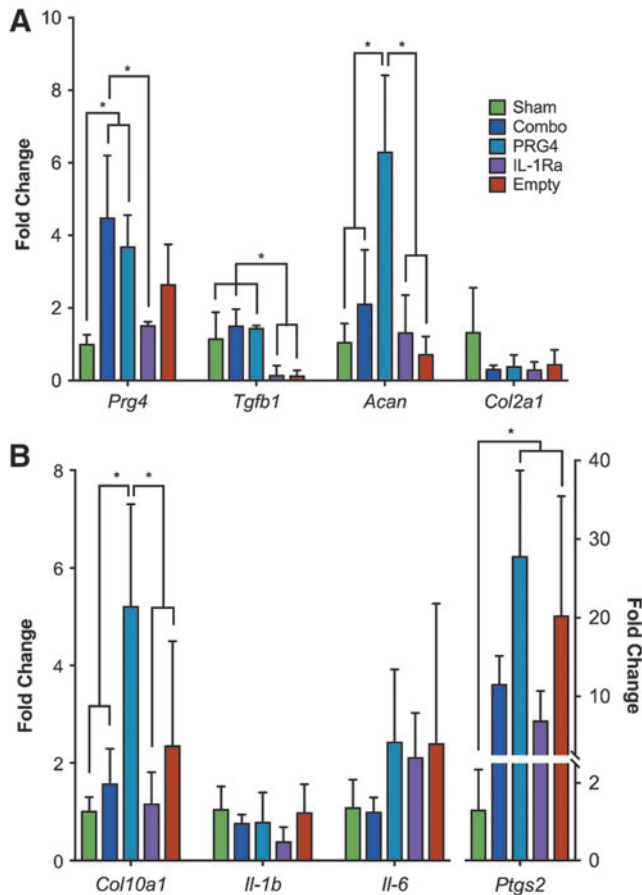 A
10
8
6
4
2
0
Fold Change
* * * * *
Sham
Combo
PRG4
IL-1Ra
Empty
Prg4 Tgfb1 Acan Col2a1
B
8
6
4
2
0
Fold Change
* * *
40
30
20
10
2
0
Fold Change
Col10a1 Il-1b Il-6 Ptgs2